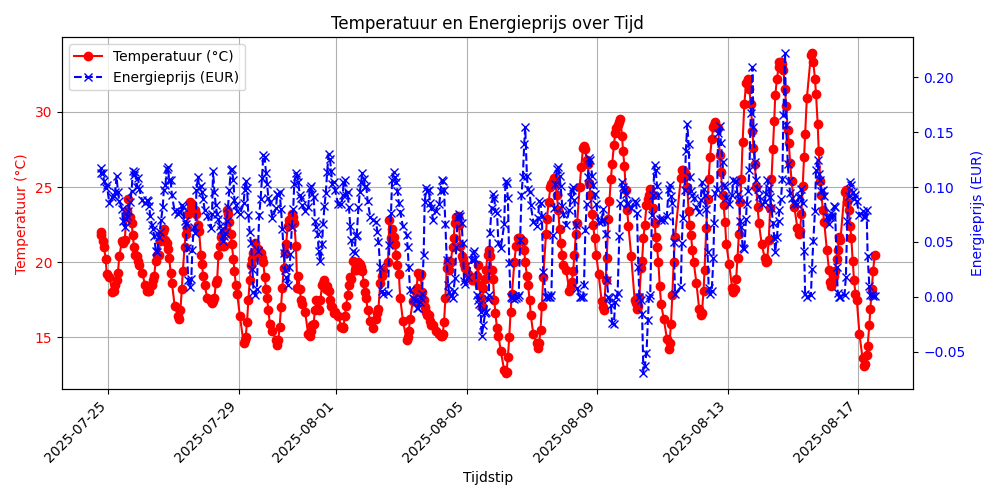 Temperatuur en Energieprijs over Tijd
Temperatuur (°C)
Energieprijs (EUR)
Temperatuur (°C)
30
25
20
15
Energieprijs (EUR)
0.20
0.15
0.10
0.05
0.00
−0.05
2025-07-25
2025-07-29
2025-08-01
2025-08-05
2025-08-09
2025-08-13
2025-08-17
Tijdstip